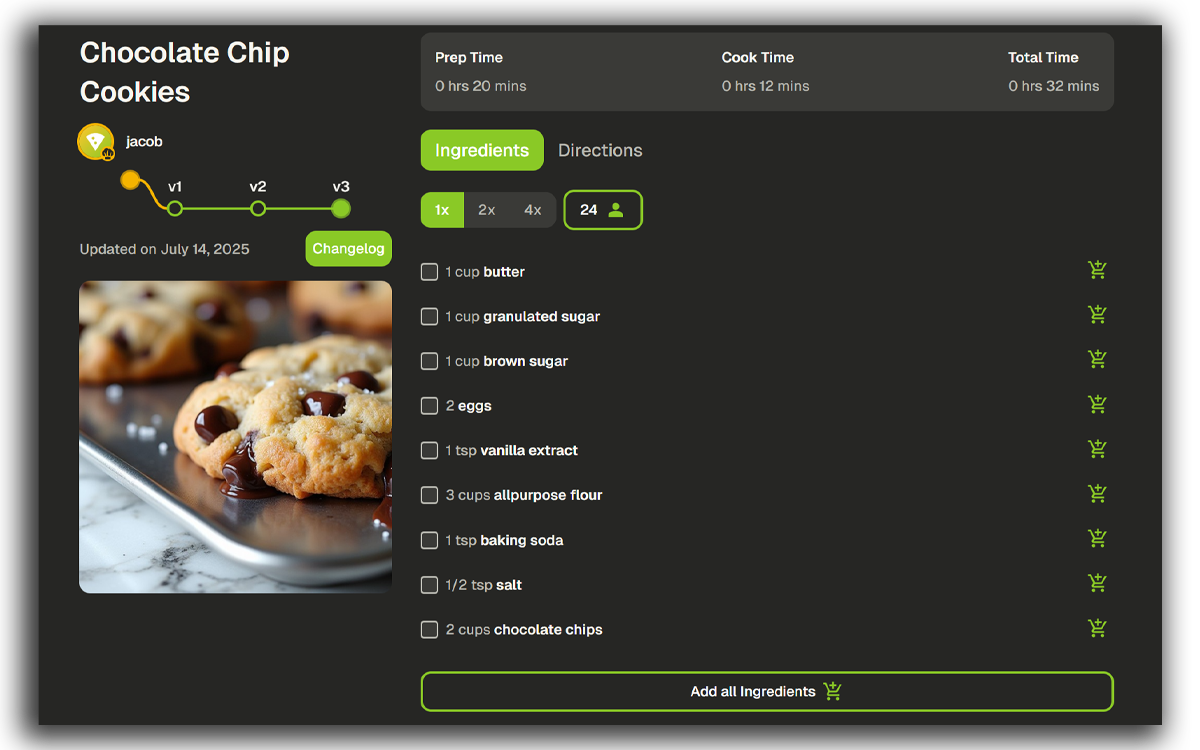 Chocolate Chip
Cookies
jacob
v1 v2 v3
Updated on July 14, 2025
Changelog
Prep Time Cook Time Total Time
0 hrs 20 mins 0 hrs 12 mins 0 hrs 32 mins
Ingredients Directions
1x 2x 4x 24
1 cup butter
1 cup granulated sugar
1 cup brown sugar
2 eggs
1 tsp vanilla extract
3 cups allpurpose flour
1 tsp baking soda
1/2 tsp salt
2 cups chocolate chips
Add all Ingredients